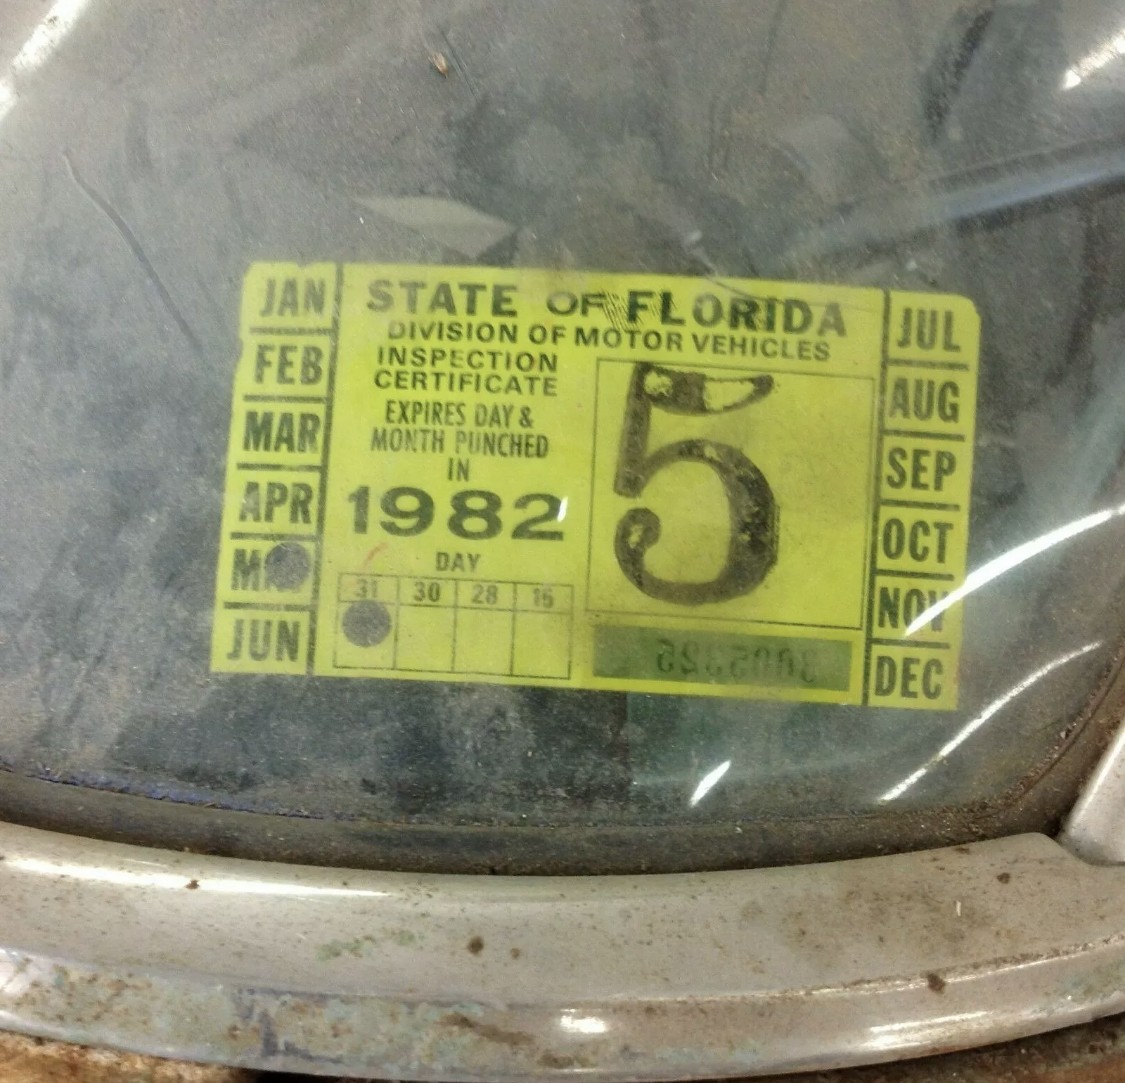 JAN
FEB
MAR
APR
JUN
STATE OF FLORIDA
DIVISION OF MOTOR VEHICLES
INSPECTION
CERTIFICATE
EXPIRES DAY &
MONTH PUNCHED
IN
1982
DAY
31 30 28 15
5
JUL
AUG
SEP
OCT
NOV
DEC